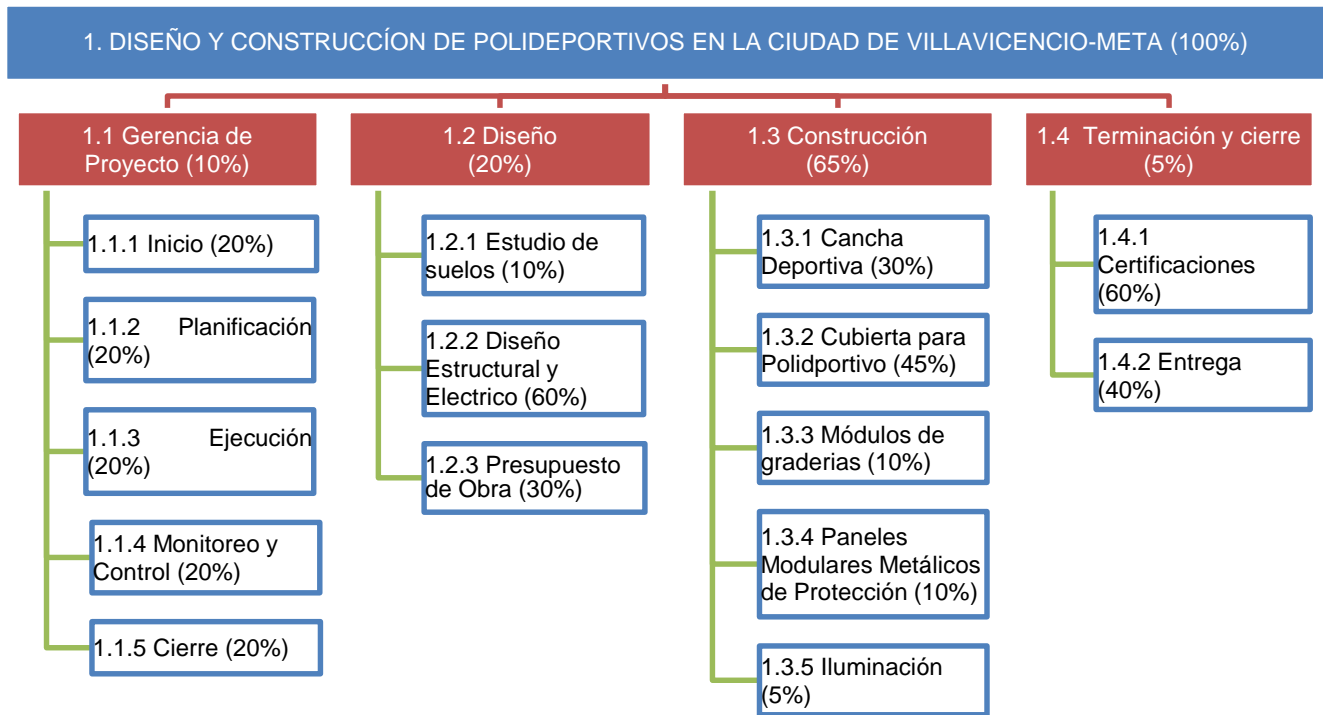 1. DISEÑO Y CONSTRUCCÍON DE POLIDEPORTIVOS EN LA CIUDAD DE VILLAVICENCIO-META (100%)
1.1 Gerencia de
Proyecto (10%)
1.1.1 Inicio (20%)
1.1.2 Planificación
(20%)
1.1.3 Ejecución
(20%)
1.1.4 Monitoreo y
Control (20%)
1.1.5 Cierre (20%)
1.2 Diseño
(20%)
1.2.1 Estudio de
suelos (10%)
1.2.2 Diseño
Estructural y
Electrico (60%)
1.2.3 Presupuesto
de Obra (30%)
1.3 Construcción
(65%)
1.3.1 Cancha
Deportiva (30%)
1.3.2 Cubierta para
Polidportivo (45%)
1.3.3 Módulos de
graderias (10%)
1.3.4 Paneles
Modulares Metálicos
de Protección (10%)
1.3.5 Iluminación
(5%)
1.4 Terminación y cierre
(5%)
1.4.1
Certificaciones
(60%)
1.4.2 Entrega
(40%)